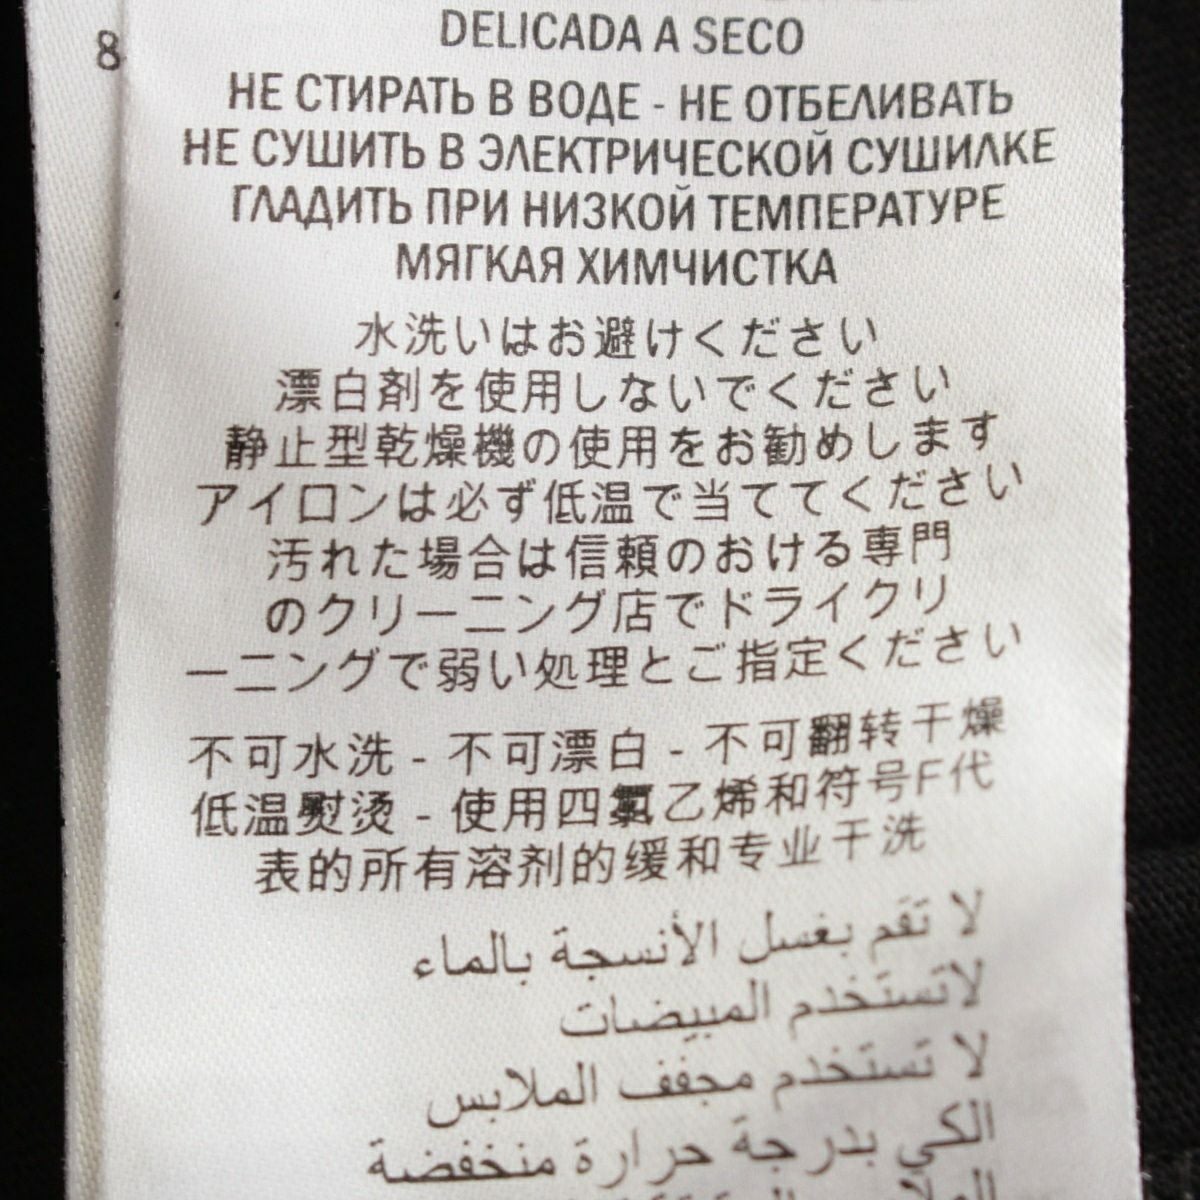 8
DELICADA A SECO
НЕ СТИРАТЬ В ВОДЕ - НЕ ОТБЕЛИВАТЬ
НЕ СУШИТЬ В ЭЛЕКТРИЧЕСКОЙ СУШИЛКЕ
ГЛАДИТЬ ПРИ НИЗКОЙ ТЕМПЕРАТУРЕ
МЯГКАЯ ХИМЧИСТКА
水洗いはお避けください
漂白剤を使用しないでください
静止型乾燥機の使用をお勧めします
アイロンは必ず低温で当ててください
汚れた場合は信頼のおける専門
のクリーニング店でドライクリ
ーニングで弱い処理とご指定ください
不可水洗 - 不可漂白 - 不可翻转干燥
低温熨烫 - 使用四氯乙烯和符号F代
表的所有溶剂的缓和专业干洗
لا تقم بغسل الأنسجة بالماء
لاتستخدم المبيضات
لا تستخدم مجفف الملابس
الكي بدرجة حرارة منخفضة